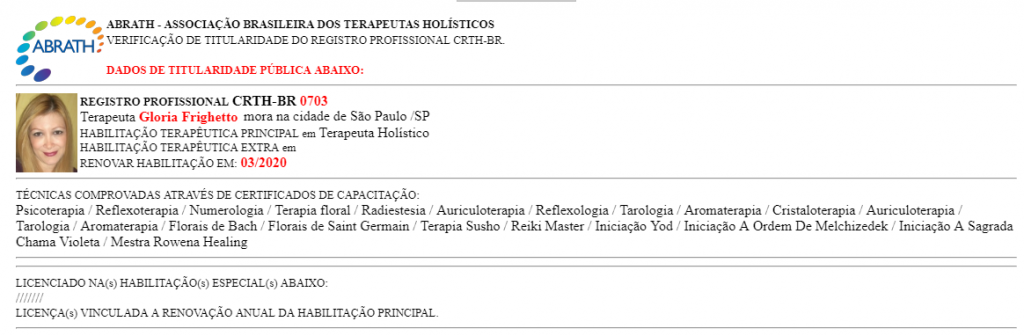 ABRATH
ABRATH - ASSOCIAÇÃO BRASILEIRA DOS TERAPEUTAS HOLÍSTICOS
VERIFICAÇÃO DE TITULARIDADE DO REGISTRO PROFISSIONAL CRTH-BR.
DADOS DE TITULARIDADE PÚBLICA ABAIXO:
REGISTRO PROFISSIONAL CRTH-BR 0703
Terapeuta Gloria Frighetto mora na cidade de São Paulo /SP
HABILITAÇÃO TERAPÊUTICA PRINCIPAL em Terapeuta Holístico
HABILITAÇÃO TERAPÊUTICA EXTRA em
RENOVAR HABILITAÇÃO EM: 03/2020
TÉCNICAS COMPROVADAS ATRAVÉS DE CERTIFICADOS DE CAPACITAÇÃO:
Psicoterapia / Reflexoterapia / Numerologia / Terapia floral / Radiestesia / Auriculoterapia / Reflexologia / Tarologia / Aromaterapia / Cristaloterapia / Auriculoterapia /
Tarologia / Aromaterapia / Florais de Bach / Florais de Saint Germain / Terapia Susho / Reiki Master / Iniciação Yod / Iniciação A Ordem De Melchizedek / Iniciação A Sagrada
Chama Violeta / Mestra Rowena Healing
LICENCIADO NA(s) HABILITAÇÃO(s) ESPECIAL(s) ABAIXO:
///////
LICENÇA(s) VINCULADA A RENOVAÇÃO ANUAL DA HABILITAÇÃO PRINCIPAL.